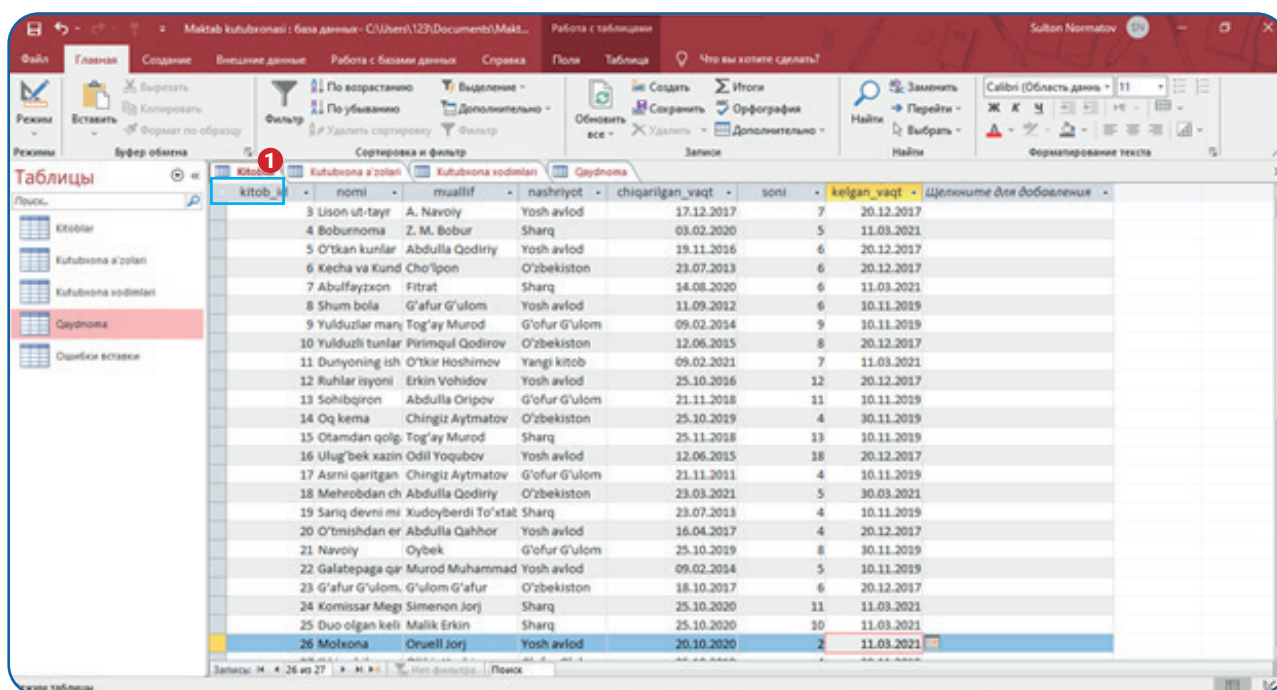 Maktab kutubxonasi : база данных- C:\Users\123\Documents\Makt... Работа с таблицами Sulton Normatov SN
Файл Главная Создание Внешние данные Работа с базами данных Справка Поля Таблица Что вы хотите сделать?
Режим Вставить Вырезать Копировать Формат по образцу
Фильтр По возрастанию По убыванию Удалить сортировку Выделение Дополнительно Фильтр
Обновить все Создать Сохранить Удалить Итоги Орфография Дополнительно
Найти Заменить Перейти Выбрать
Calibri (Область данн 11
Ж К Ч
Режимы Буфер обмена Сортировка и фильтр Записи Найти Форматирование текста
1
Таблицы
Поиск...
Kitoblar
Kutubxona a'zolari
Kutubxona xodimlari
Qaydnoma
Ошибки вставки
Kutubxona a'zolari Kutubxona xodimlari Qaydnoma
kitob_id nomi muallif nashriyot chiqarilgan_vaqt soni kelgan_vaqt Щелкните для добавления
3 Lison ut-tayr A. Navoiy Yosh avlod 17.12.2017 7 20.12.2017
4 Boburnoma Z. M. Bobur Sharq 03.02.2020 5 11.03.2021
5 O'tkan kunlar Abdulla Qodiriy Yosh avlod 19.11.2016 6 20.12.2017
6 Kecha va Kund Cho'lpon O'zbekiston 23.07.2013 6 20.12.2017
7 Abulfayzxon Fitrat Sharq 14.08.2020 6 11.03.2021
8 Shum bola G'afur G'ulom Yosh avlod 11.09.2012 6 10.11.2019
9 Yulduzlar mang Tog'ay Murod G'ofur G'ulom 09.02.2014 9 10.11.2019
10 Yulduzli tunlar Pirimqul Qodirov O'zbekiston 12.06.2015 8 20.12.2017
11 Dunyoning ish O'tkir Hoshimov Yangi kitob 09.02.2021 7 11.03.2021
12 Ruhlar isyoni Erkin Vohidov Yosh avlod 25.10.2016 12 20.12.2017
13 Sohibqiron Abdulla Oripov G'ofur G'ulom 21.11.2018 11 10.11.2019
14 Oq kema Chingiz Aytmatov O'zbekiston 25.10.2019 4 30.11.2019
15 Otamdan qolga Tog'ay Murod Sharq 25.11.2018 13 10.11.2019
16 Ulug'bek xazin Odil Yoqubov Yosh avlod 12.06.2015 18 20.12.2017
17 Asrni qaritgan Chingiz Aytmatov G'ofur G'ulom 21.11.2011 4 10.11.2019
18 Mehrobdan ch Abdulla Qodiriy O'zbekiston 23.03.2021 5 30.03.2021
19 Sariq devni mi Xudoyberdi To'xtab Sharq 23.07.2013 4 10.11.2019
20 O'tmishdan er Abdulla Qahhor Yosh avlod 16.04.2017 4 20.12.2017
21 Navoiy Oybek G'ofur G'ulom 25.10.2019 8 30.11.2019
22 Galatepaga qay Murod Muhammad Yosh avlod 09.02.2014 5 10.11.2019
23 G'afur G'ulom. G'ulom G'afur O'zbekiston 18.10.2017 6 20.12.2017
24 Komissar Megr Simenon Jorj Sharq 25.10.2020 11 11.03.2021
25 Duo olgan keli Malik Erkin Sharq 25.10.2020 10 11.03.2021
26 Molxona Oruell Jorj Yosh avlod 20.10.2020 2 11.03.2021
Запись: 26 из 27 Нет фильтра Поиск